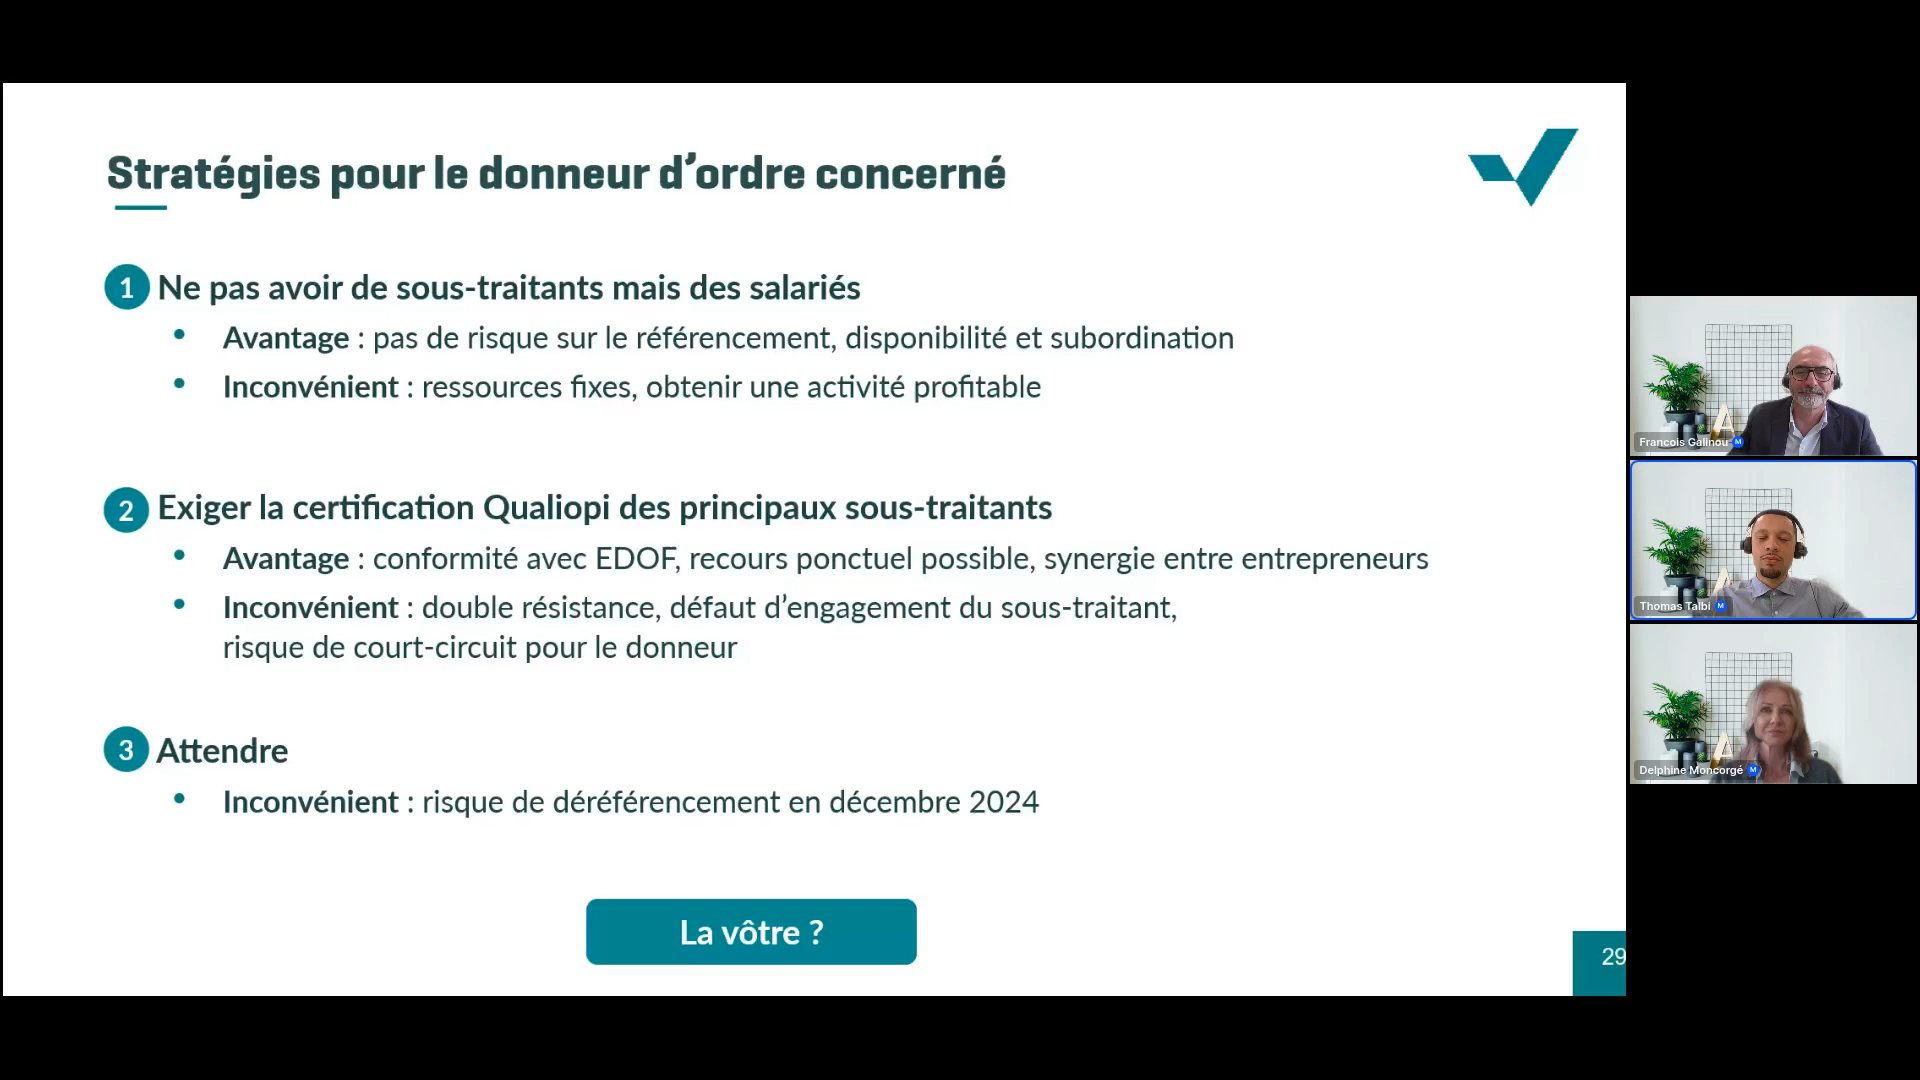 Stratégies pour le donneur d’ordre concerné
1 Ne pas avoir de sous-traitants mais des salariés
• Avantage : pas de risque sur le référencement, disponibilité et subordination
• Inconvénient : ressources fixes, obtenir une activité profitable
2 Exiger la certification Qualiopi des principaux sous-traitants
• Avantage : conformité avec EDOF, recours ponctuel possible, synergie entre entrepreneurs
• Inconvénient : double résistance, défaut d’engagement du sous-traitant,
risque de court-circuit pour le donneur
3 Attendre
• Inconvénient : risque de déréférencement en décembre 2024
La vôtre ?
29
Francois Galinou M
Thomas Talbi M
Delphine Moncorgé M